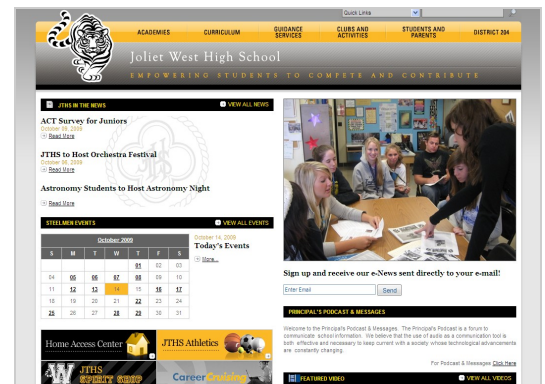 Quick Links
ACADEMIES
CURRICULUM
GUIDANCE SERVICES
CLUBS AND ACTIVITIES
STUDENTS AND PARENTS
DISTRICT 204
Joliet West High School
EMPOWERING STUDENTS TO COMPETE AND CONTRIBUTE
JTHS IN THE NEWS
VIEW ALL NEWS
ACT Survey for Juniors
October 09, 2009
Read More
JTHS to Host Orchestra Festival
October 08, 2009
Read More
Astronomy Students to Host Astronomy Night
Read More
STEELMEN EVENTS
VIEW ALL EVENTS
October 2009
S M T W T F S
01 02 03
04 05 06 07 08 09 10
11 12 13 14 15 16 17
18 19 20 21 22 23 24
25 26 27 28 29 30 31
October 14, 2009
Today's Events
More...
Home Access Center
JTHS Athletics
JTHS
SPIRIT SHOP
Career Cruising
Sign up and receive our e-News sent directly to your e-mail!
Enter Email
Send
PRINCIPAL'S PODCAST & MESSAGES
Welcome to the Principal's Podcast & Messages. The Principal's Podcast is a forum to
communicate school information. We believe that the use of audio as a communication tool is
both effective and necessary to keep current with a society whose technological advancements
are constantly changing.
For Podcast & Messages Click Here
FEATURED VIDEO
VIEW ALL VIDEOS